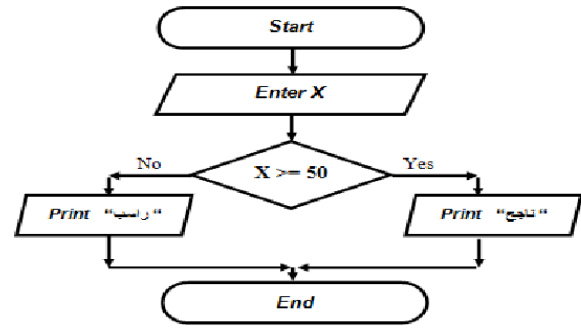 Start
Enter X
X >= 50
No
Yes
Print "راسب"
Print "ناجح"
End